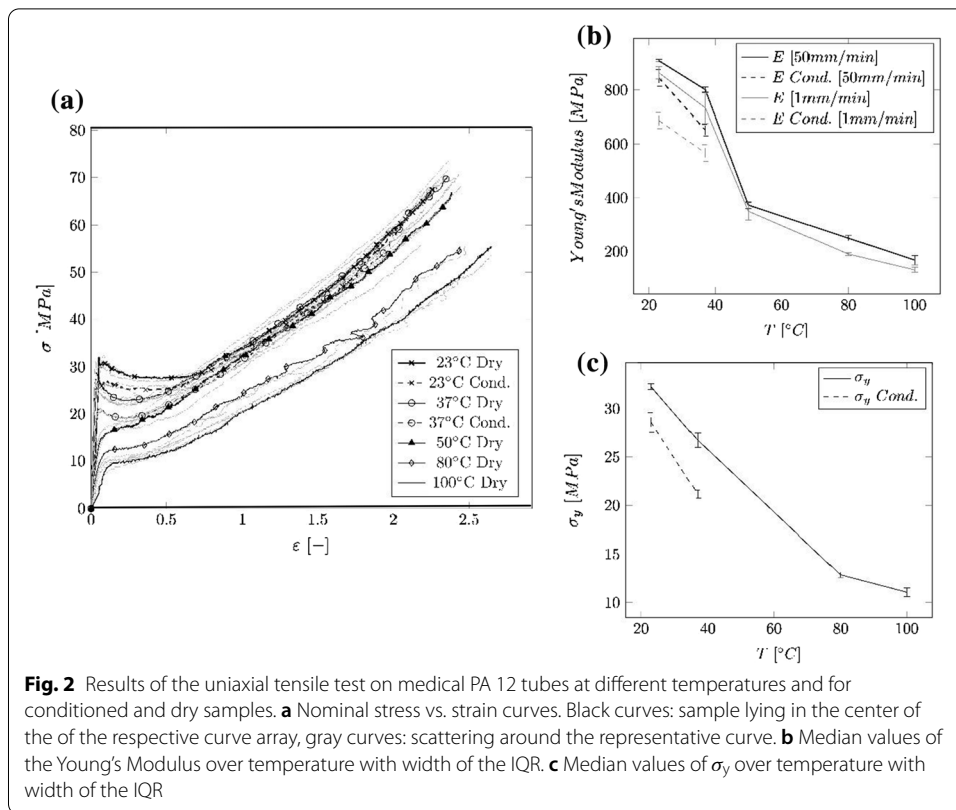 (a)
σ MPa
80
70
60
50
40
30
20
10
0
0 0.5 1 1.5 2 2.5
ε [−]
23°C Dry
23°C Cond.
37°C Dry
37°C Cond.
50°C Dry
80°C Dry
100°C Dry
(b)
Young'sModulus [MPa]
800
600
400
200
20 40 60 80 100
T [°C]
E [50mm/min]
E Cond. [50mm/min]
E [1mm/min]
E Cond. [1mm/min]
(c)
σy [MPa]
30
25
20
15
10
20 40 60 80 100
T [°C]
σy
σy Cond.
Fig. 2 Results of the uniaxial tensile test on medical PA 12 tubes at different temperatures and for
conditioned and dry samples. a Nominal stress vs. strain curves. Black curves: sample lying in the center of
the of the respective curve array, gray curves: scattering around the representative curve. b Median values of
the Young's Modulus over temperature with width of the IQR. c Median values of σy over temperature with
width of the IQR